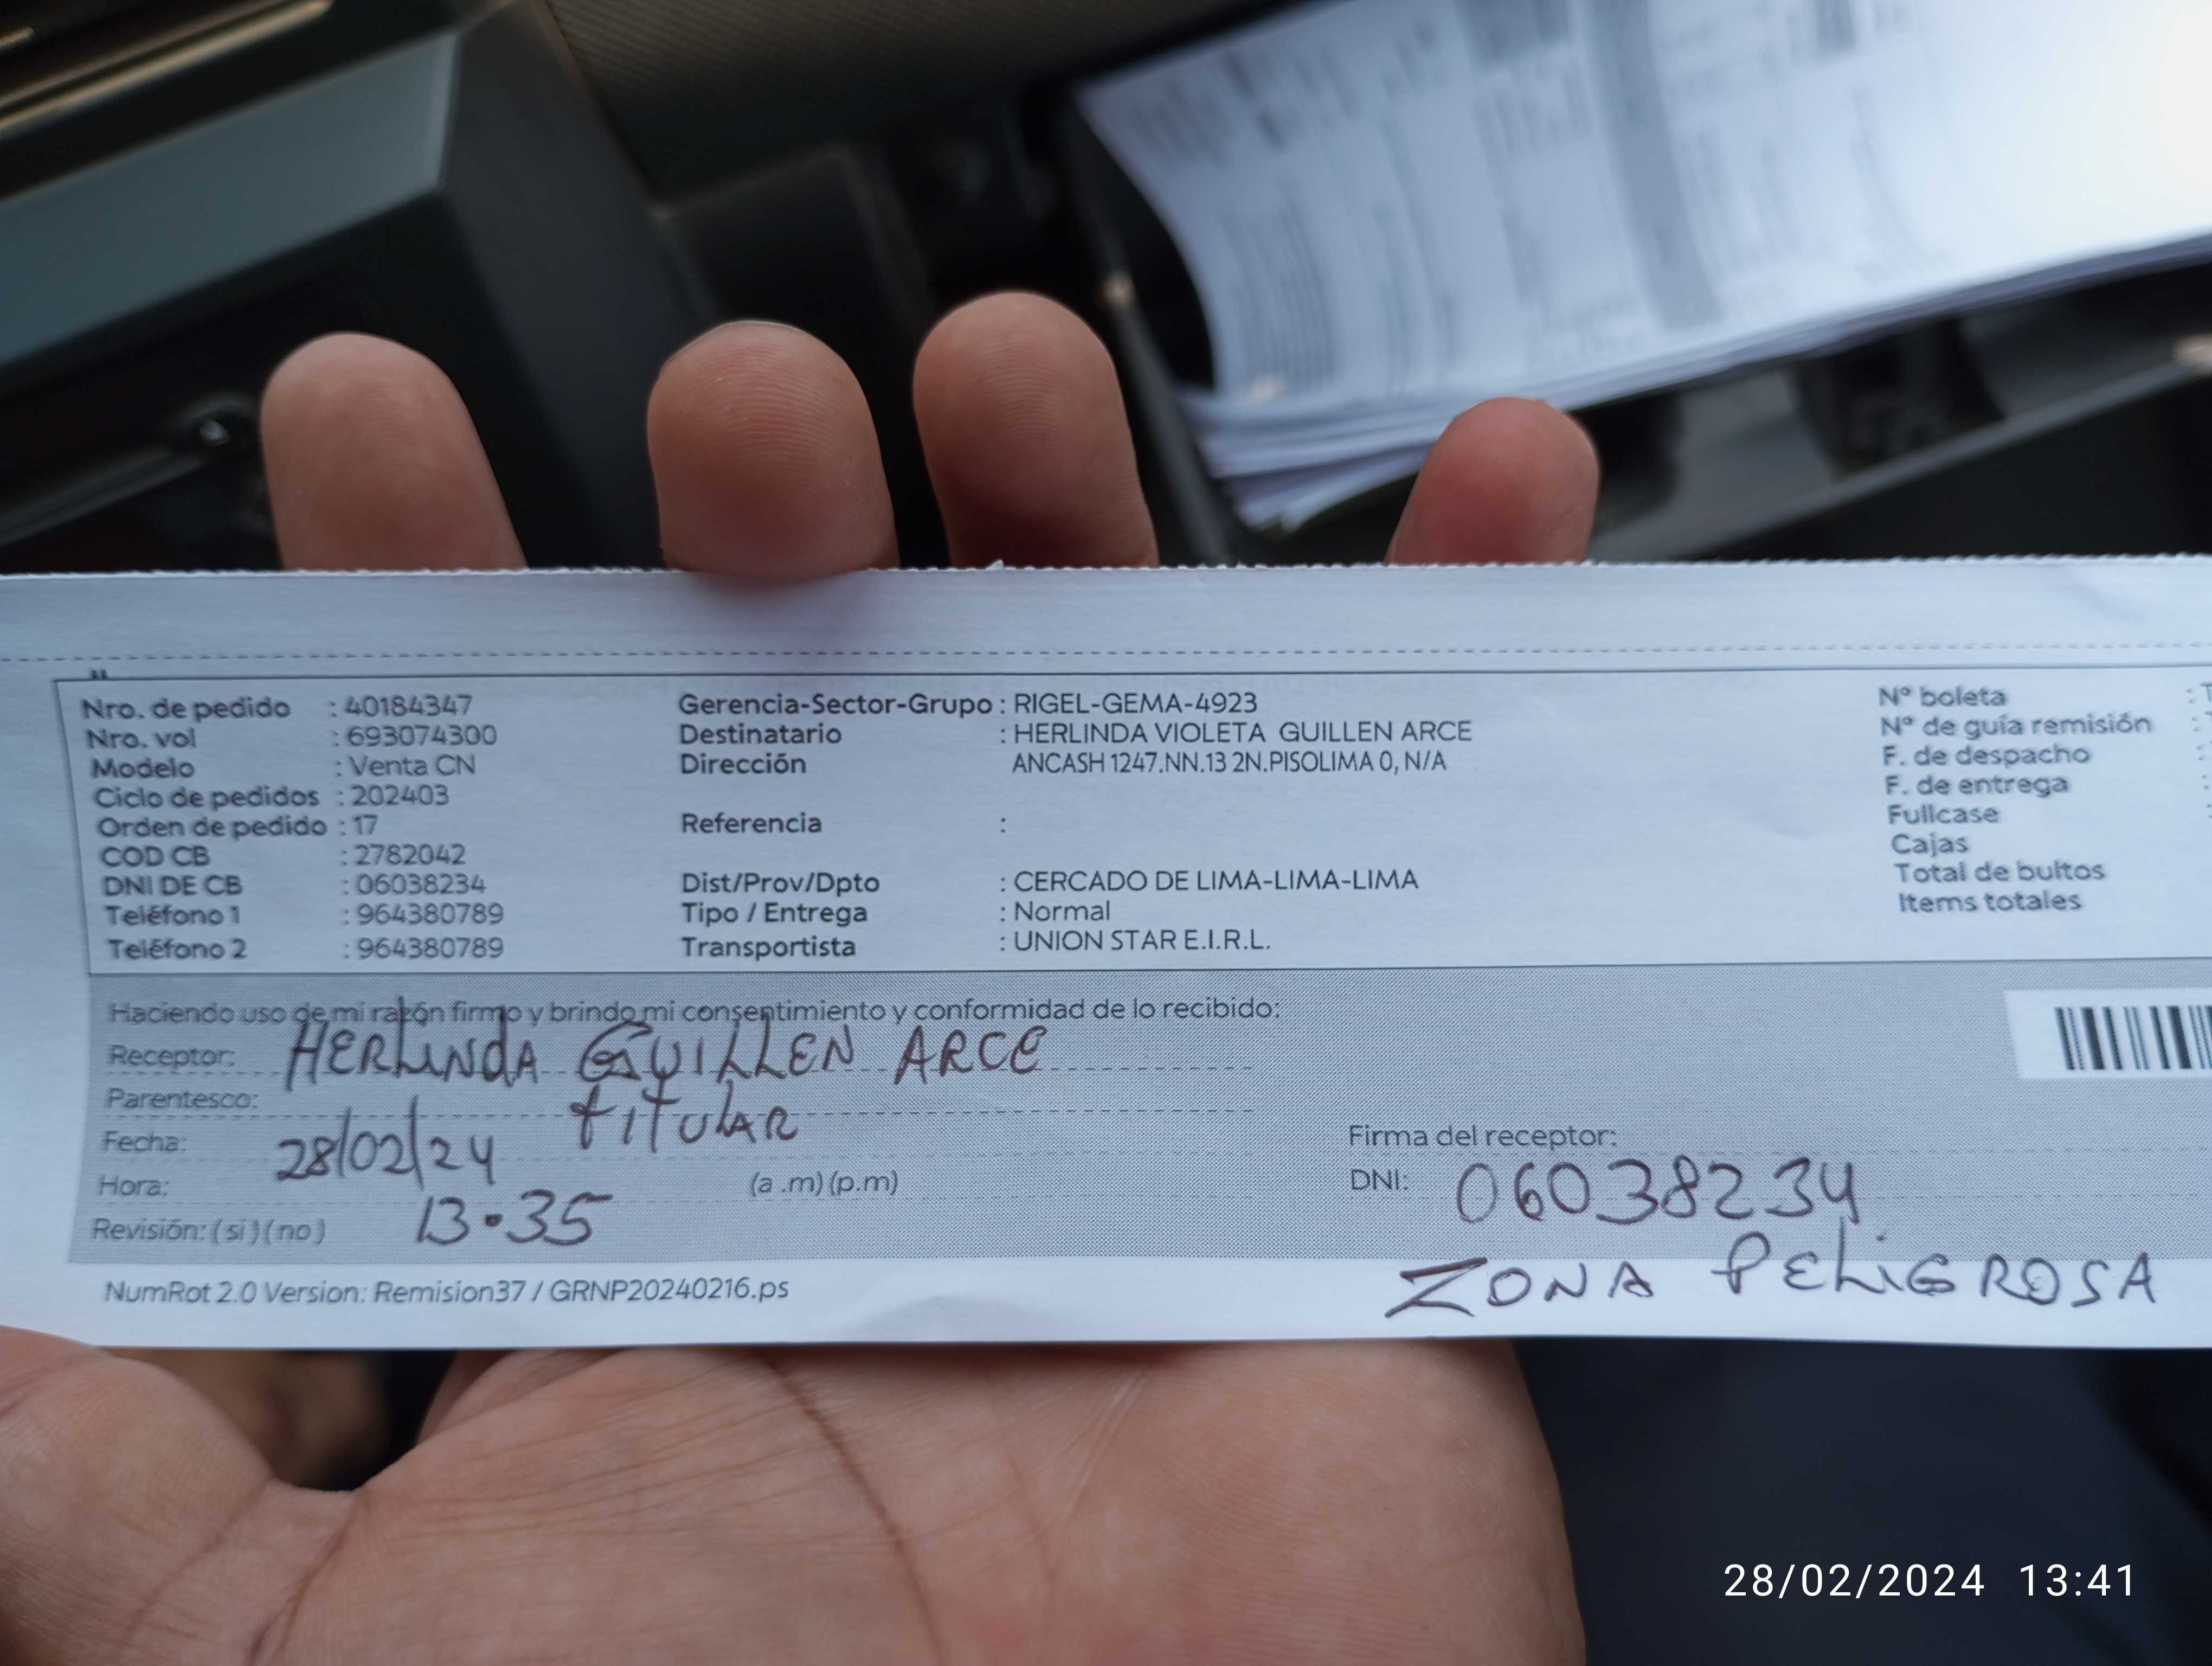 Nro. de pedido : 40184347
Nro. vol : 693074300
Modelo : Venta CN
Ciclo de pedidos : 202403
Orden de pedido : 17
COD CB : 2782042
DNI DE CB : 06038234
Teléfono 1 : 964380789
Teléfono 2 : 964380789
Gerencia-Sector-Grupo : RIGEL-GEMA-4923
Destinatario : HERLINDA VIOLETA GUILLEN ARCE
Dirección ANCASH 1247.NN.13 2N.PISOLIMA 0, N/A
Referencia :
Dist/Prov/Dpto : CERCADO DE LIMA-LIMA-LIMA
Tipo / Entrega : Normal
Transportista : UNION STAR E.I.R.L.
Nº boleta :
Nº de guía remisión :
F. de despacho :
F. de entrega :
Fullcase
Cajas
Total de bultos
Items totales
Haciendo uso de mi razón firmo y brindo mi consentimiento y conformidad de lo recibido:
Receptor: HERLINDA GUILLEN ARCE
Parentesco: TITULAR
Fecha: 28/02/24
Hora: 13.35 (a .m) (p.m)
Revisión: ( si ) ( no )
Firma del receptor:
DNI: 06038234
ZONA PELIGROSA
NumRot 2.0 Version: Remision37 / GRNP20240216.ps
28/02/2024 13:41